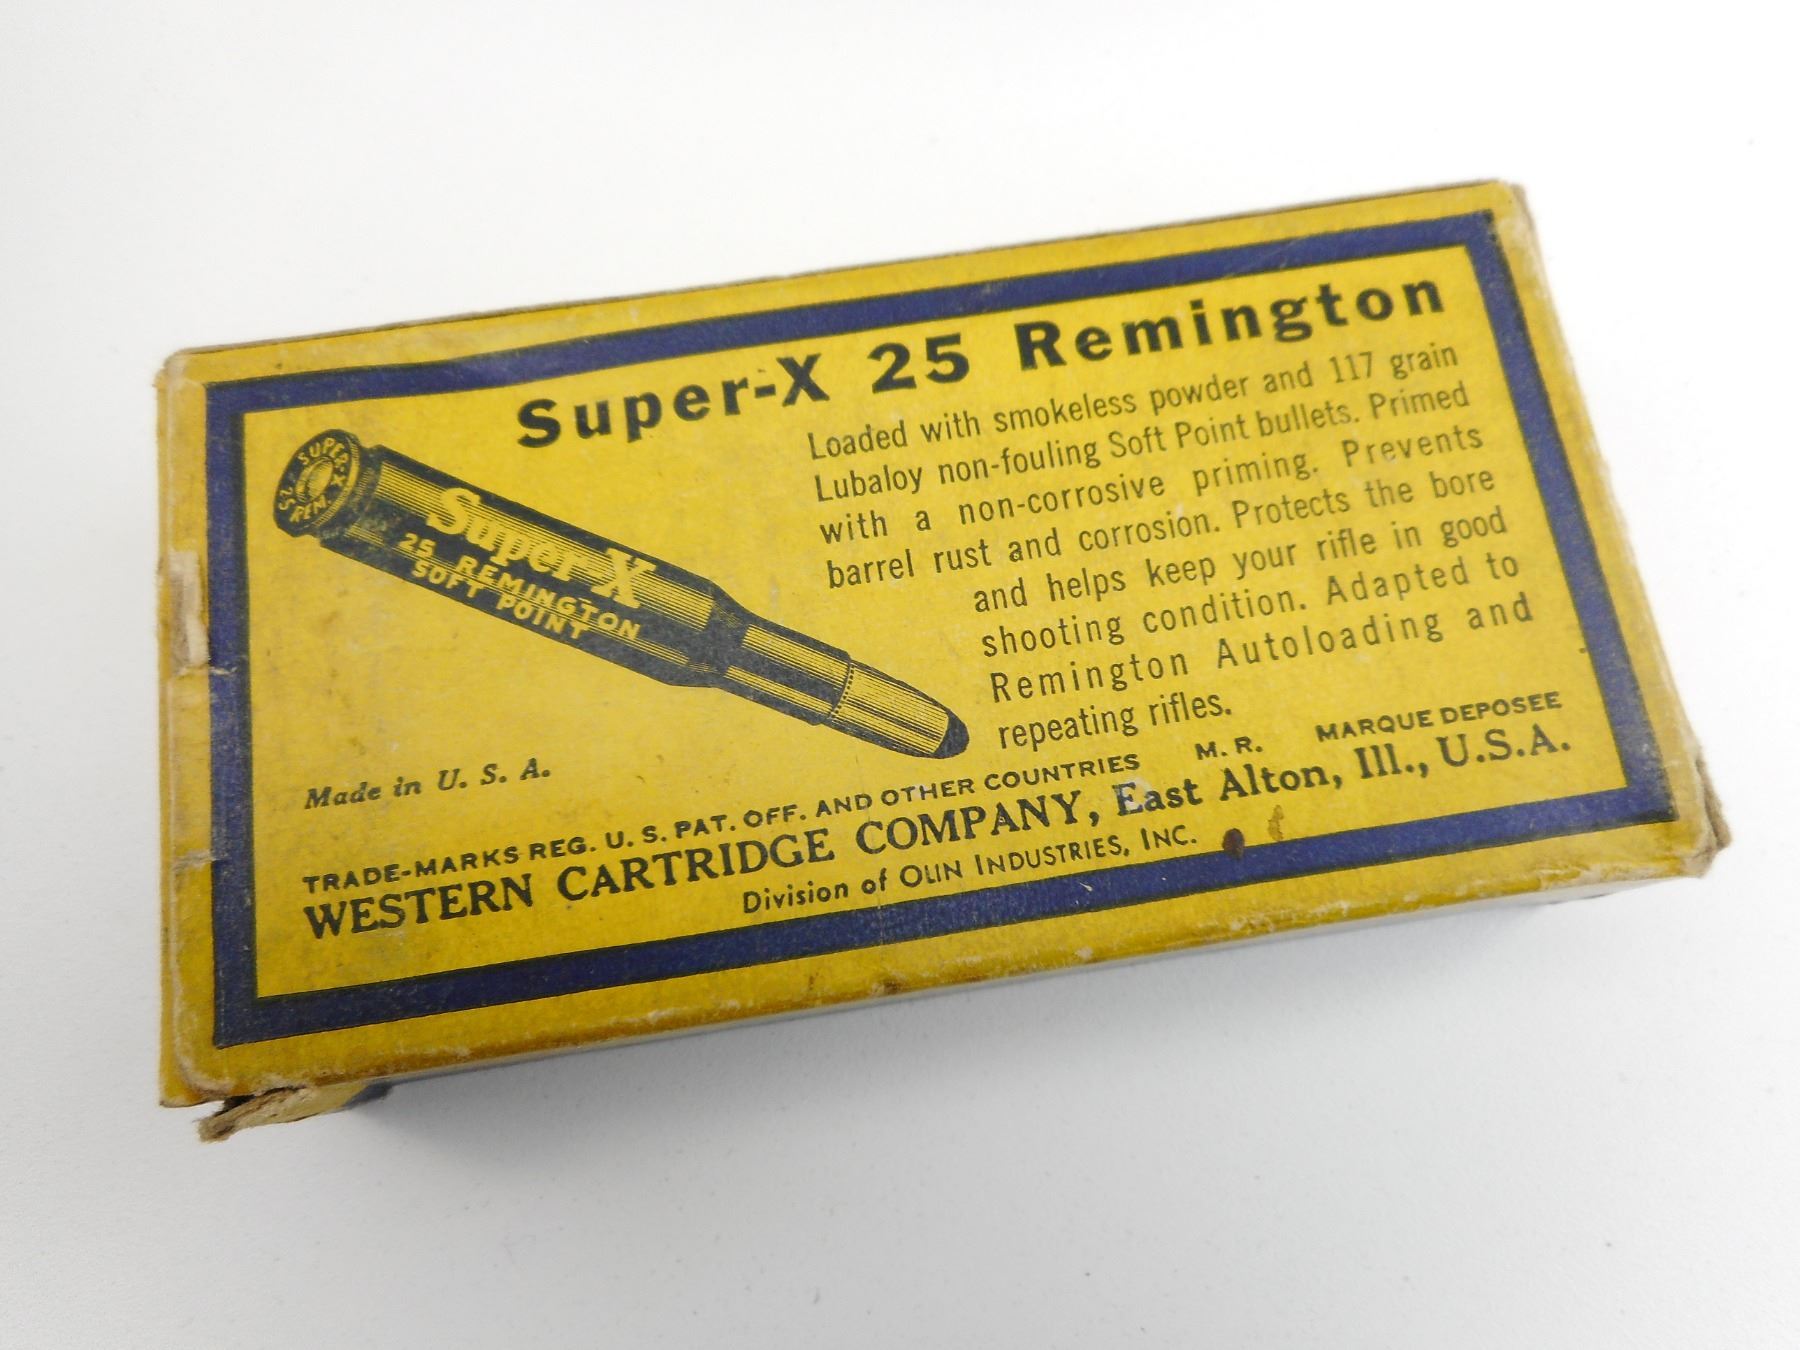 Super-X 25 Remington
Loaded with smokeless powder and 117 grain
Lubaloy non-fouling Soft Point bullets. Primed
with a non-corrosive priming. Prevents
barrel rust and corrosion. Protects the bore
and helps keep your rifle in good
shooting condition. Adapted to
Remington Autoloading and
repeating rifles.
SUPER-X
25 REM.
Super-X
25 REMINGTON
SOFT POINT
Made in U. S. A.
TRADE-MARKS REG. U. S. PAT. OFF. AND OTHER COUNTRIES M. R. MARQUE DEPOSEE
WESTERN CARTRIDGE COMPANY, East Alton, Ill., U.S.A.
Division of OLIN INDUSTRIES, INC.